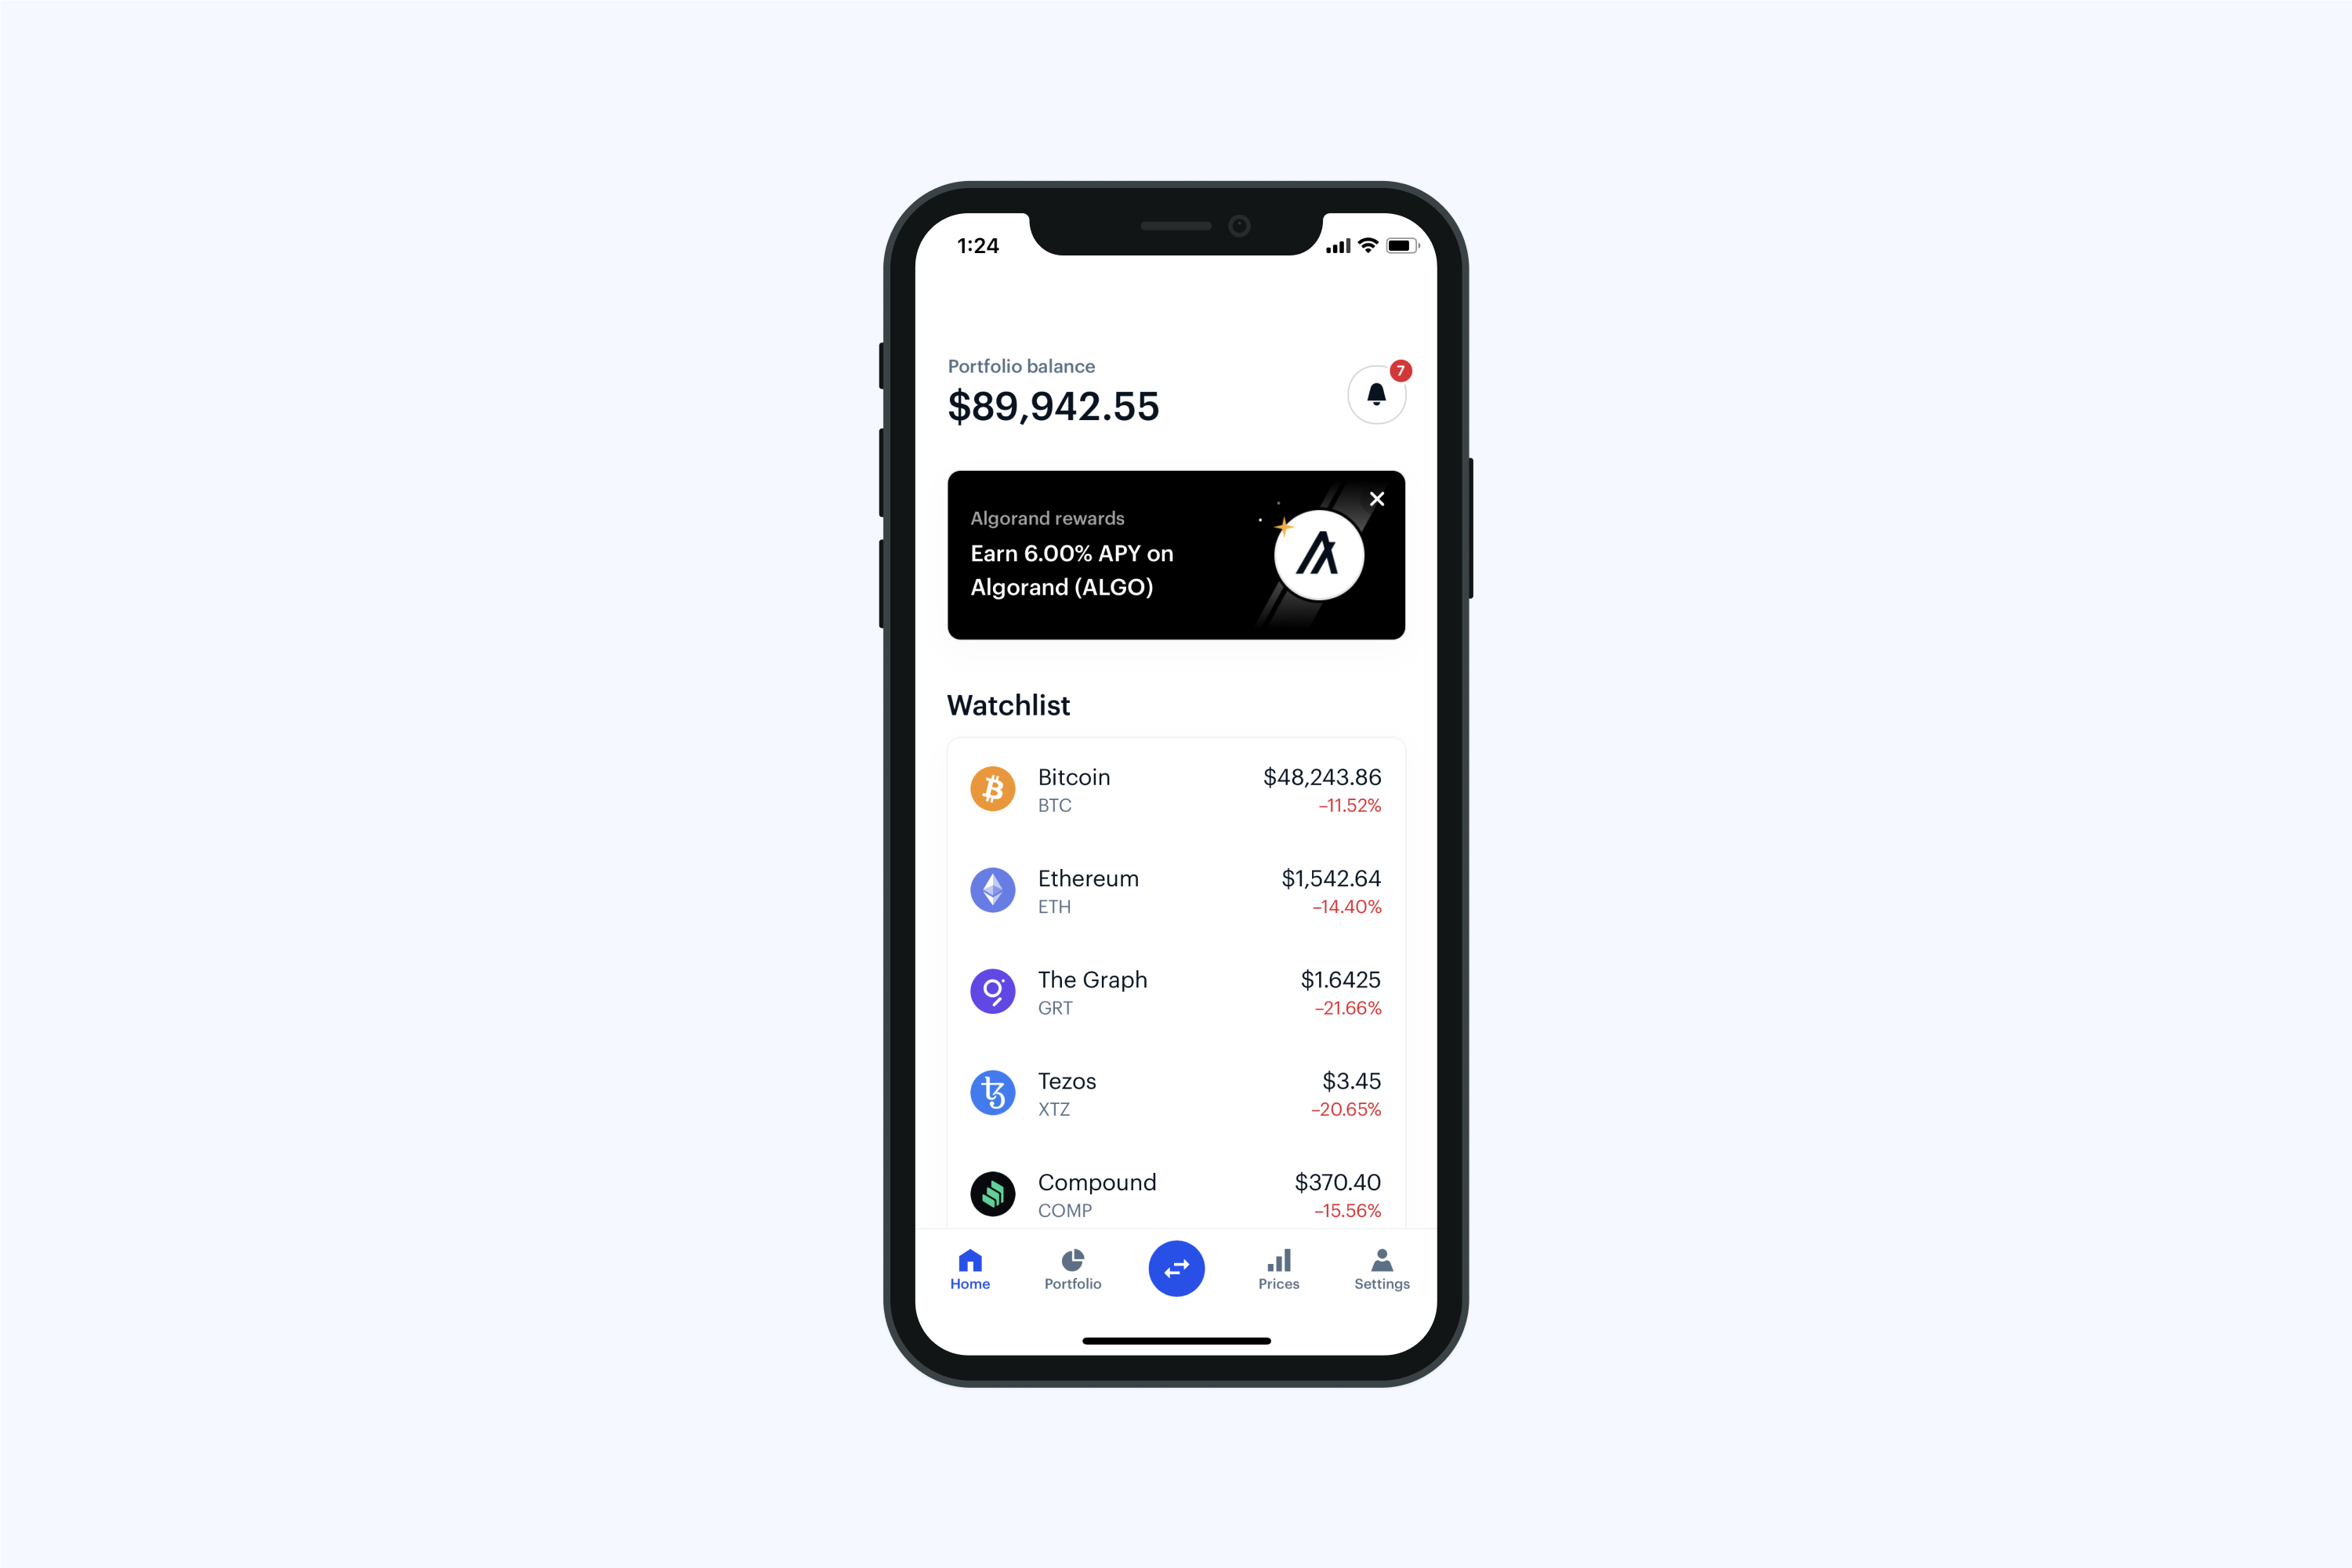 1:24
Portfolio balance
$89,942.55
7
Algorand rewards
Earn 6.00% APY on
Algorand (ALGO)
Watchlist
Bitcoin $48,243.86
BTC –11.52%
Ethereum $1,542.64
ETH –14.40%
The Graph $1.6425
GRT –21.66%
Tezos $3.45
XTZ –20.65%
Compound $370.40
COMP –15.56%
Home Portfolio Prices Settings